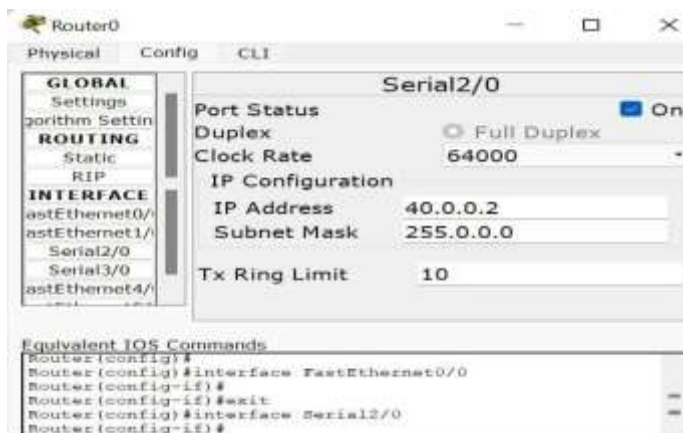 Router0
Physical Config CLI
GLOBAL
Settings
gorithm Settin
ROUTING
Static
RIP
INTERFACE
astEthernet0/
astEthernet1/
Serial2/0
Serial3/0
astEthernet4/
Serial2/0
Port Status On
Duplex Full Duplex
Clock Rate 64000
IP Configuration
IP Address 40.0.0.2
Subnet Mask 255.0.0.0
Tx Ring Limit 10
Equivalent IOS Commands
Router(config)#
Router(config)#interface FastEthernet0/0
Router(config-if)#
Router(config-if)#exit
Router(config)#interface Serial2/0
Router(config-if)#